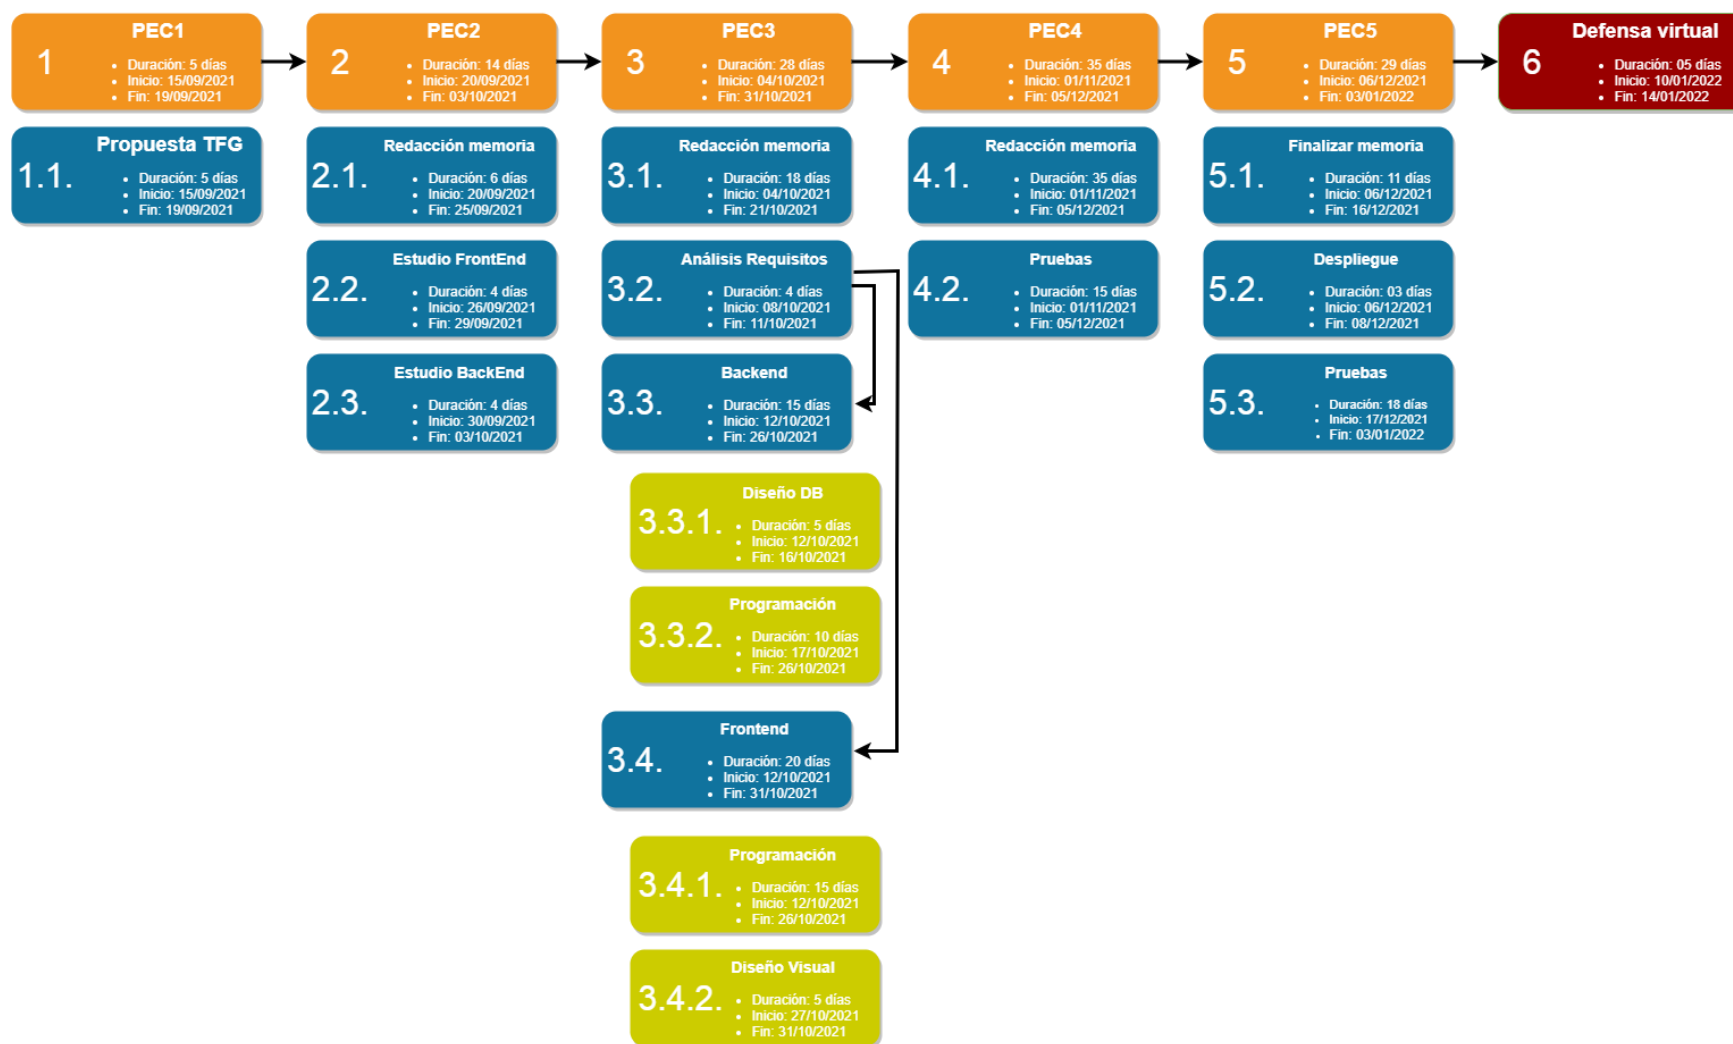 1
PEC1
Duración: 5 días
Inicio: 15/09/2021
Fin: 19/09/2021
1.1.
Propuesta TFG
Duración: 5 días
Inicio: 15/09/2021
Fin: 19/09/2021
2
PEC2
Duración: 14 días
Inicio: 20/09/2021
Fin: 03/10/2021
2.1.
Redacción memoria
Duración: 6 días
Inicio: 20/09/2021
Fin: 25/09/2021
2.2.
Estudio FrontEnd
Duración: 4 días
Inicio: 26/09/2021
Fin: 29/09/2021
2.3.
Estudio BackEnd
Duración: 4 días
Inicio: 30/09/2021
Fin: 03/10/2021
3
PEC3
Duración: 28 días
Inicio: 04/10/2021
Fin: 31/10/2021
3.1.
Redacción memoria
Duración: 18 días
Inicio: 04/10/2021
Fin: 21/10/2021
3.2.
Análisis Requisitos
Duración: 4 días
Inicio: 08/10/2021
Fin: 11/10/2021
3.3.
Backend
Duración: 15 días
Inicio: 12/10/2021
Fin: 26/10/2021
3.3.1.
Diseño DB
Duración: 5 días
Inicio: 12/10/2021
Fin: 16/10/2021
3.3.2.
Programación
Duración: 10 días
Inicio: 17/10/2021
Fin: 26/10/2021
3.4.
Frontend
Duración: 20 días
Inicio: 12/10/2021
Fin: 31/10/2021
3.4.1.
Programación
Duración: 15 días
Inicio: 12/10/2021
Fin: 26/10/2021
3.4.2.
Diseño Visual
Duración: 5 días
Inicio: 27/10/2021
Fin: 31/10/2021
4
PEC4
Duración: 35 días
Inicio: 01/11/2021
Fin: 05/12/2021
4.1.
Redacción memoria
Duración: 35 días
Inicio: 01/11/2021
Fin: 05/12/2021
4.2.
Pruebas
Duración: 15 días
Inicio: 01/11/2021
Fin: 05/12/2021
5
PEC5
Duración: 29 días
Inicio: 06/12/2021
Fin: 03/01/2022
5.1.
Finalizar memoria
Duración: 11 días
Inicio: 06/12/2021
Fin: 16/12/2021
5.2.
Despliegue
Duración: 03 días
Inicio: 06/12/2021
Fin: 08/12/2021
5.3.
Pruebas
Duración: 18 días
Inicio: 17/12/2021
Fin: 03/01/2022
6
Defensa virtual
Duración: 05 días
Inicio: 10/01/2022
Fin: 14/01/2022